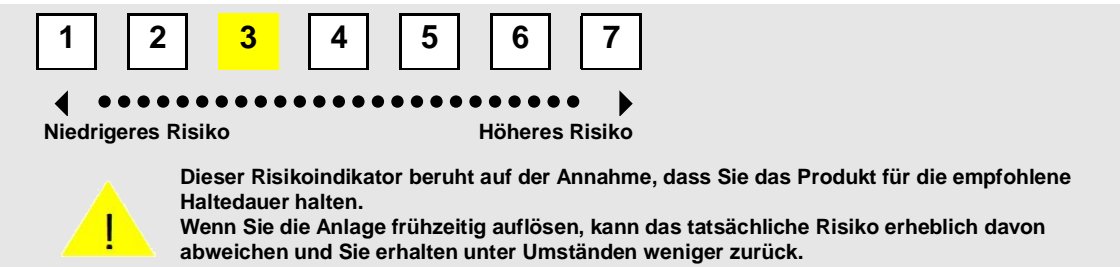 1 2 3 4 5 6 7
Niedrigeres Risiko Höheres Risiko
Dieser Risikoindikator beruht auf der Annahme, dass Sie das Produkt für die empfohlene
Haltedauer halten.
Wenn Sie die Anlage frühzeitig auflösen, kann das tatsächliche Risiko erheblich davon
abweichen und Sie erhalten unter Umständen weniger zurück.
!